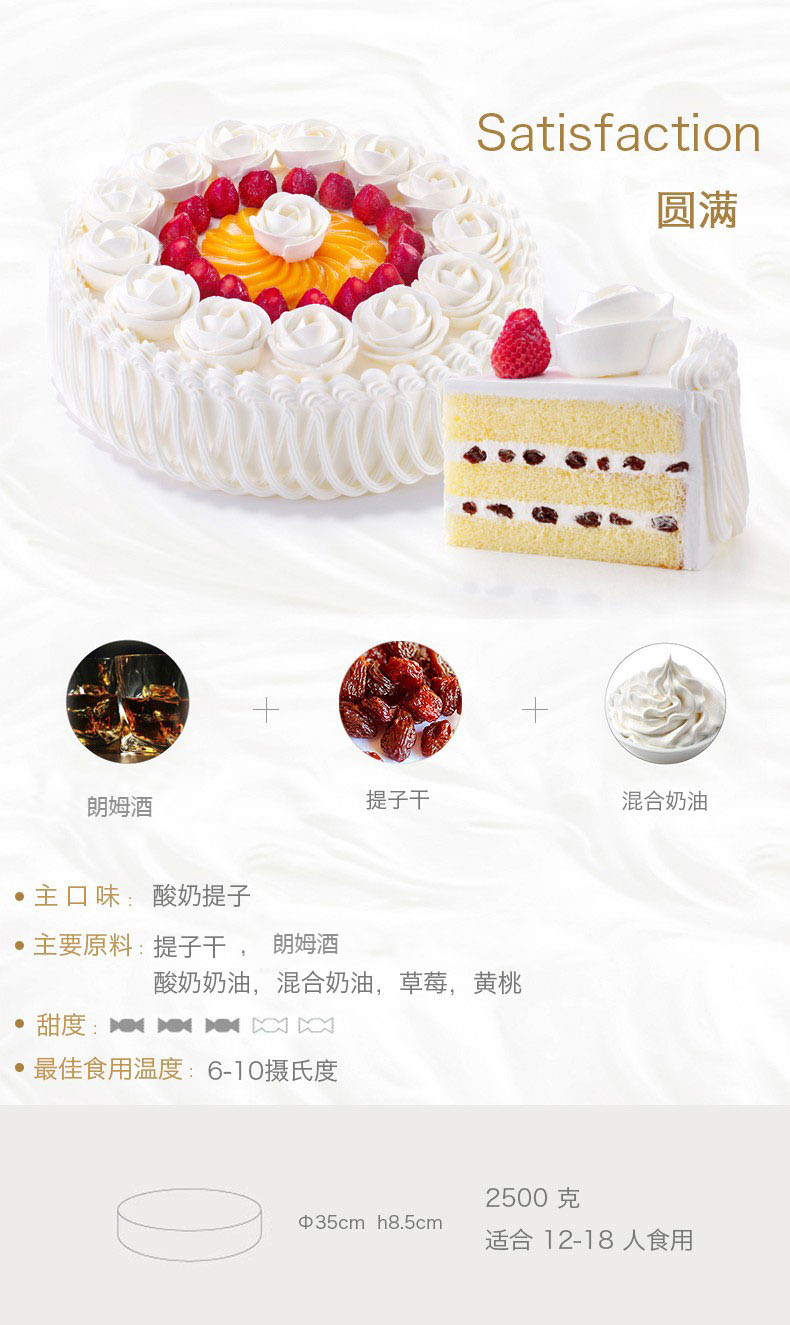 Satisfaction
圆满
朗姆酒
提子干
混合奶油
主口味: 酸奶提子
主要原料: 提子干 , 朗姆酒
酸奶奶油, 混合奶油, 草莓, 黄桃
甜度:
最佳食用温度: 6-10摄氏度
Φ35cm h8.5cm
2500 克
适合 12-18 人食用